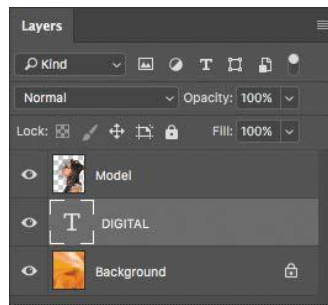 Layers
Kind
Normal Opacity: 100%
Lock: Fill: 100%
Model
T DIGITAL
Background